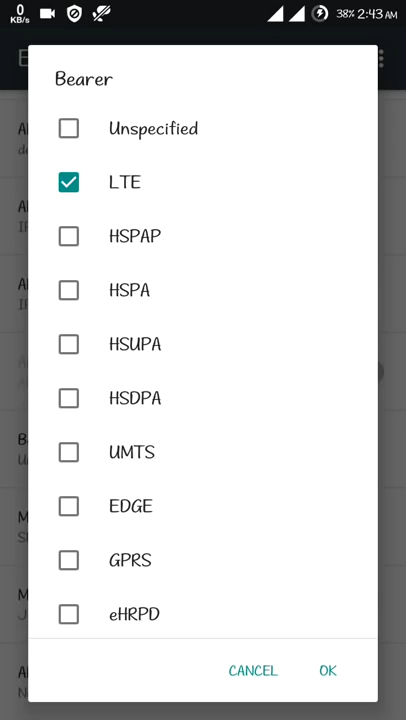 0
KB/s
38% 2:43 AM
Bearer
Unspecified
LTE
HSPAP
HSPA
HSUPA
HSDPA
UMTS
EDGE
GPRS
eHRPD
CANCEL OK